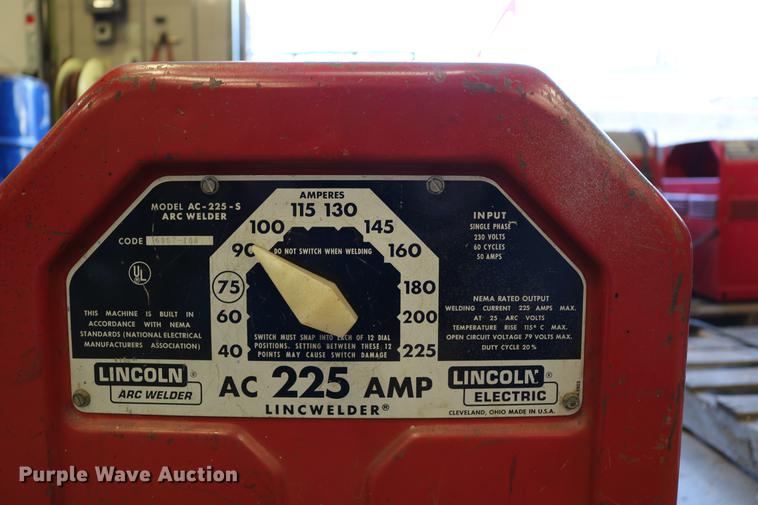 MODEL AC-225-S
ARC WELDER
CODE
UL
AMPERES
40
60
75
90
100
115
130
145
160
180
200
225
DO NOT SWITCH WHEN WELDING
SWITCH MUST SNAP INTO EACH OF 12 DIAL
POSITIONS. SETTING BETWEEN THESE 12
POINTS MAY CAUSE SWITCH DAMAGE
INPUT
SINGLE PHASE
230 VOLTS
60 CYCLES
50 AMPS
THIS MACHINE IS BUILT IN
ACCORDANCE WITH NEMA
STANDARDS (NATIONAL ELECTRICAL
MANUFACTURERS ASSOCIATION)
NEMA RATED OUTPUT
WELDING CURRENT 225 AMPS MAX.
AT 25 ARC VOLTS
TEMPERATURE RISE 115° C MAX.
OPEN CIRCUIT VOLTAGE 79 VOLTS MAX.
DUTY CYCLE 20%
LINCOLN®
ARC WELDER
AC 225 AMP
LINCWELDER®
LINCOLN®
ELECTRIC
CLEVELAND, OHIO MADE IN U.S.A.
Purple Wave Auction